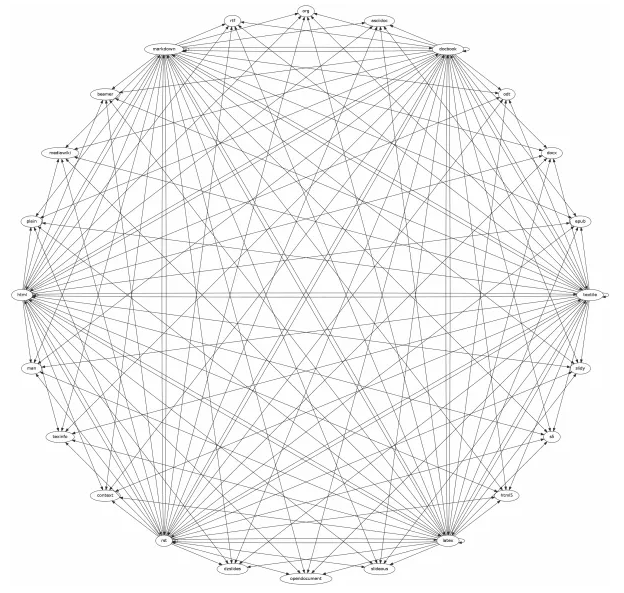 org
rtf
asciidoc
markdown
docbook
beamer
odt
mediawiki
docx
plain
epub
html
textile
man
slidy
texinfo
s5
context
html5
rst
latex
dzslides
slideous
opendocument